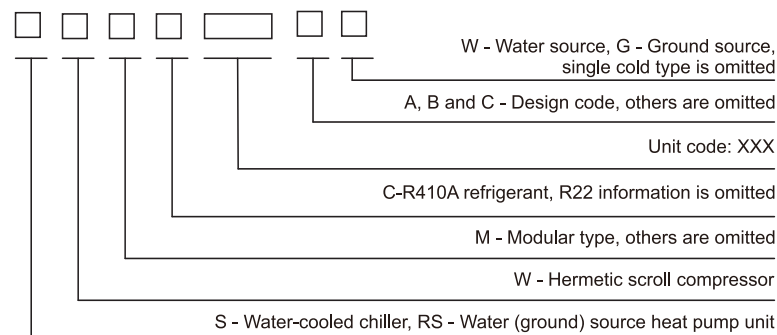 W - Water source, G - Ground source,
single cold type is omitted
A, B and C - Design code, others are omitted
Unit code: XXX
C-R410A refrigerant, R22 information is omitted
M - Modular type, others are omitted
W - Hermetic scroll compressor
S - Water-cooled chiller, RS - Water (ground) source heat pump unit